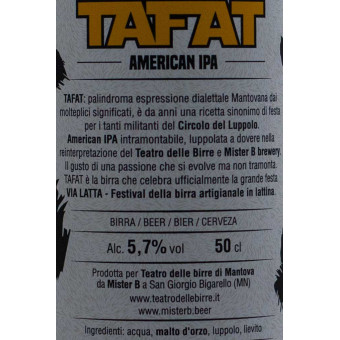 TAFAT
AMERICAN IPA
TAFAT: palindroma espressione dialettale Mantovana dai
molteplici significati, è da anni una ricetta sinonimo di festa
per i tanti militanti del Circolo del Luppolo.
American IPA intramontabile, luppolata a dovere nella
reinterpretazione del Teatro delle Birre e Mister B brewery.
Il gusto di una passione che si evolve ma non tramonta.
TAFAT è la birra che celebra ufficialmente la grande festa
VIA LATTA - Festival della birra artigianale in lattina.
BIRRA / BEER / BIER / CERVEZA
Alc. 5,7% vol 50 cl
Prodotta per Teatro delle birre di Mantova
da Mister B a San Giorgio Bigarello (MN)
www.teatrodellebirre.it
www.misterb.beer
Ingredienti: acqua, malto d'orzo, luppolo, lievito